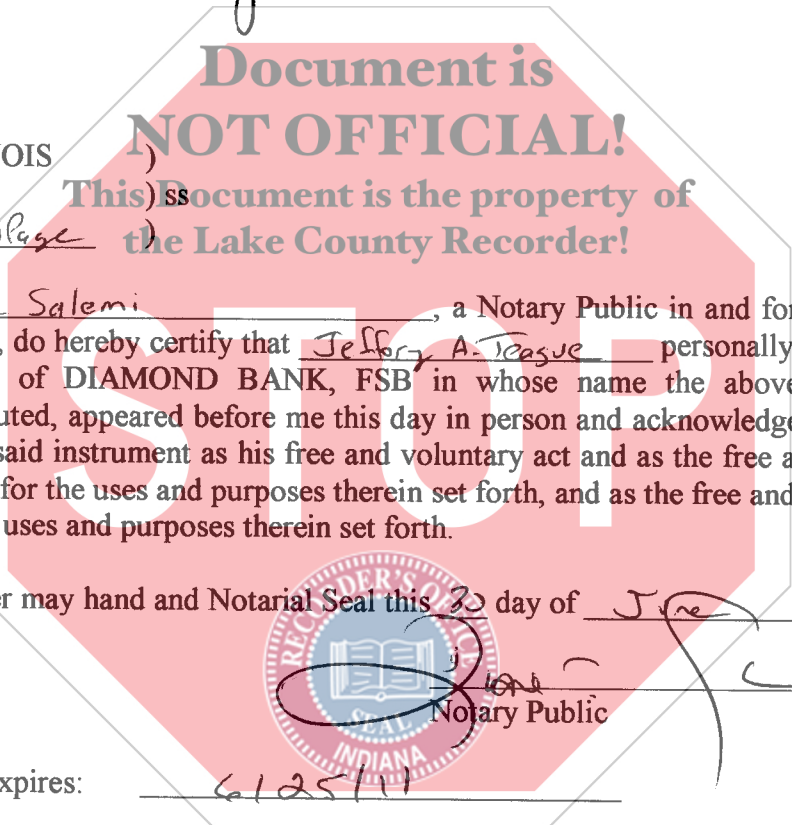 Document is
NOT OFFICIAL!
OIS )
This Document is the property of
) ss
Page )
the Lake County Recorder!
Salemi , a Notary Public in and for
, do hereby certify that Jeffory A. Teague personally
of DIAMOND BANK, FSB in whose name the above
uted, appeared before me this day in person and acknowledge
said instrument as his free and voluntary act and as the free a
for the uses and purposes therein set forth, and as the free and
uses and purposes therein set forth.
STOP
er may hand and Notarial Seal this 30 day of June
RECORDER'S OFFICE
SEAL
INDIANA
Notary Public
xpires: 6/25/11